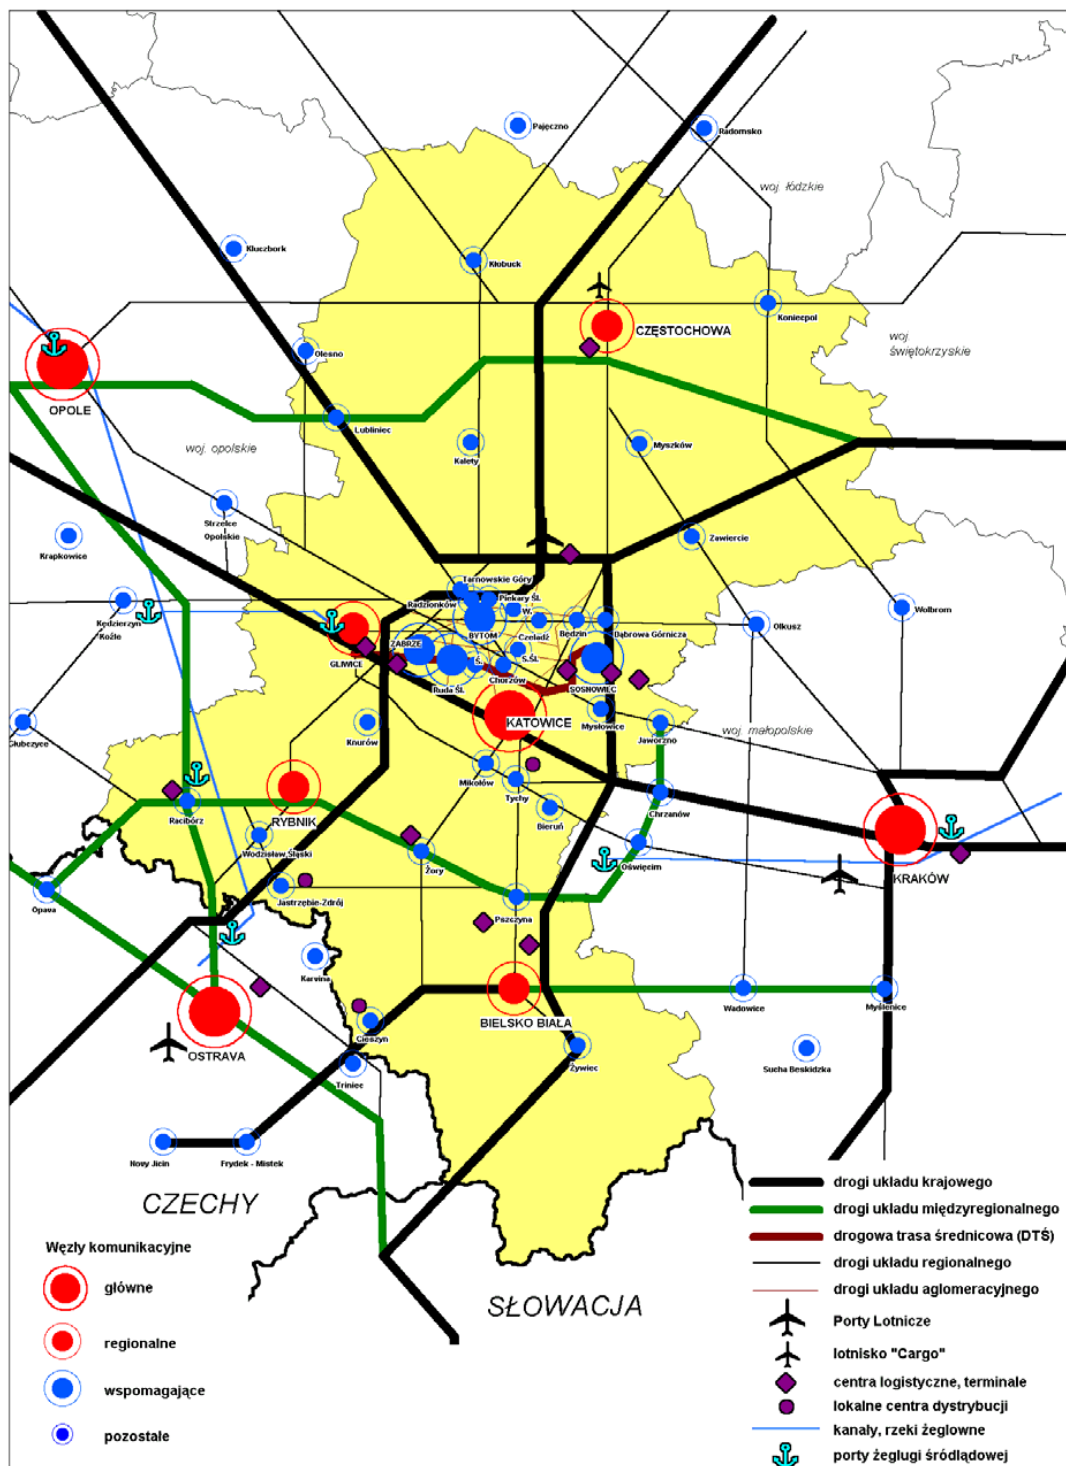 Pajęczno
Radomsko
woj. łódzkie
Kluczbork
Kłobuck
Koniecpol
CZĘSTOCHOWA
woj.
świętokrzyskie
Olesno
OPOLE
Lubliniec
woj. opolskie
Kalety
Myszków
Strzelce
Opolskie
Krapkowice
Zawiercie
Tarnowskie Góry
Radzionków
Piekary Śl.
W.
Kędzierzyn
Koźle
Wolbrom
BYTOM
Będzin
Olkusz
Dąbrowa Górnicza
Czeladź
ZABRZE
GLIWICE
Ś.
S.Śl.
Chorzów
Ruda Śl.
SOSNOWIEC
KATOWICE
Głubczyce
Knurów
Mysłowice
Jaworzno
woj. małopolskie
Mikołów
Tychy
Racibórz
RYBNIK
Bieruń
Chrzanów
Wodzisław Śląski
Żory
Oświęcim
KRAKÓW
Opava
Jastrzębie-Zdrój
Pszczyna
Karvina
Wadowice
Myślenice
BIELSKO BIAŁA
Cieszyn
OSTRAVA
Żywiec
Sucha Beskidzka
Triniec
Novy Jicin
Frydek - Mistek
CZECHY
SŁOWACJA
Węzły komunikacyjne
główne
regionalne
wspomagające
pozostałe
drogi układu krajowego
drogi układu międzyregionalnego
drogowa trasa średnicowa (DTŚ)
drogi układu regionalnego
drogi układu aglomeracyjnego
Porty Lotnicze
lotnisko "Cargo"
centra logistyczne, terminale
lokalne centra dystrybucji
kanały, rzeki żeglowne
porty żeglugi śródlądowej